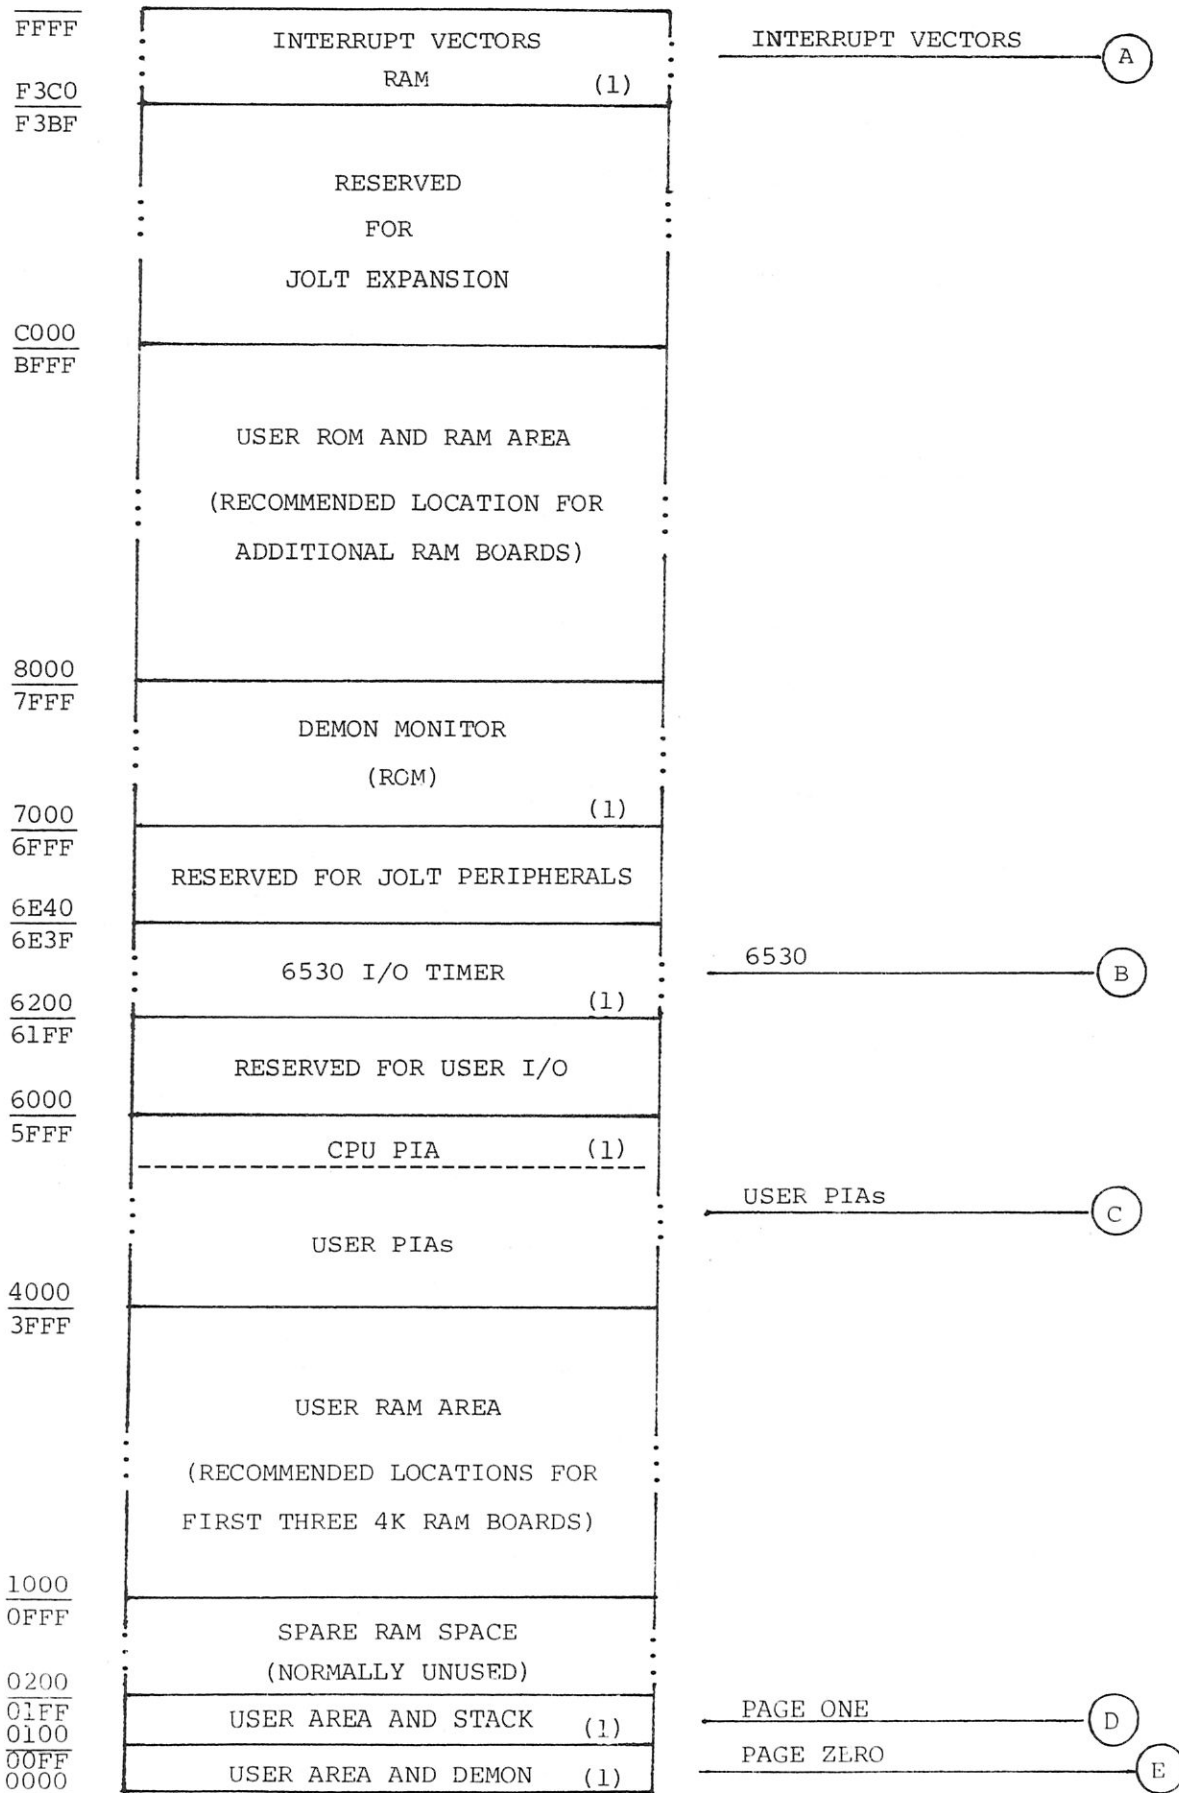 FFFF
INTERRUPT VECTORS
INTERRUPT VECTORS
A
RAM
(1)
F3C0
F3BF
RESERVED
FOR
JOLT EXPANSION
C000
BFFF
USER ROM AND RAM AREA
(RECOMMENDED LOCATION FOR
ADDITIONAL RAM BOARDS)
8000
7FFF
DEMON MONITOR
(ROM)
7000
(1)
6FFF
RESERVED FOR JOLT PERIPHERALS
6E40
6E3F
6530 I/O TIMER
6530
B
6200
(1)
61FF
RESERVED FOR USER I/O
6000
5FFF
CPU PIA
(1)
USER PIAs
C
USER PIAs
4000
3FFF
USER RAM AREA
(RECOMMENDED LOCATIONS FOR
FIRST THREE 4K RAM BOARDS)
1000
0FFF
SPARE RAM SPACE
(NORMALLY UNUSED)
0200
01FF
USER AREA AND STACK
(1)
PAGE ONE
D
0100
00FF
PAGE ZERO
E
0000
USER AREA AND DEMON
(1)